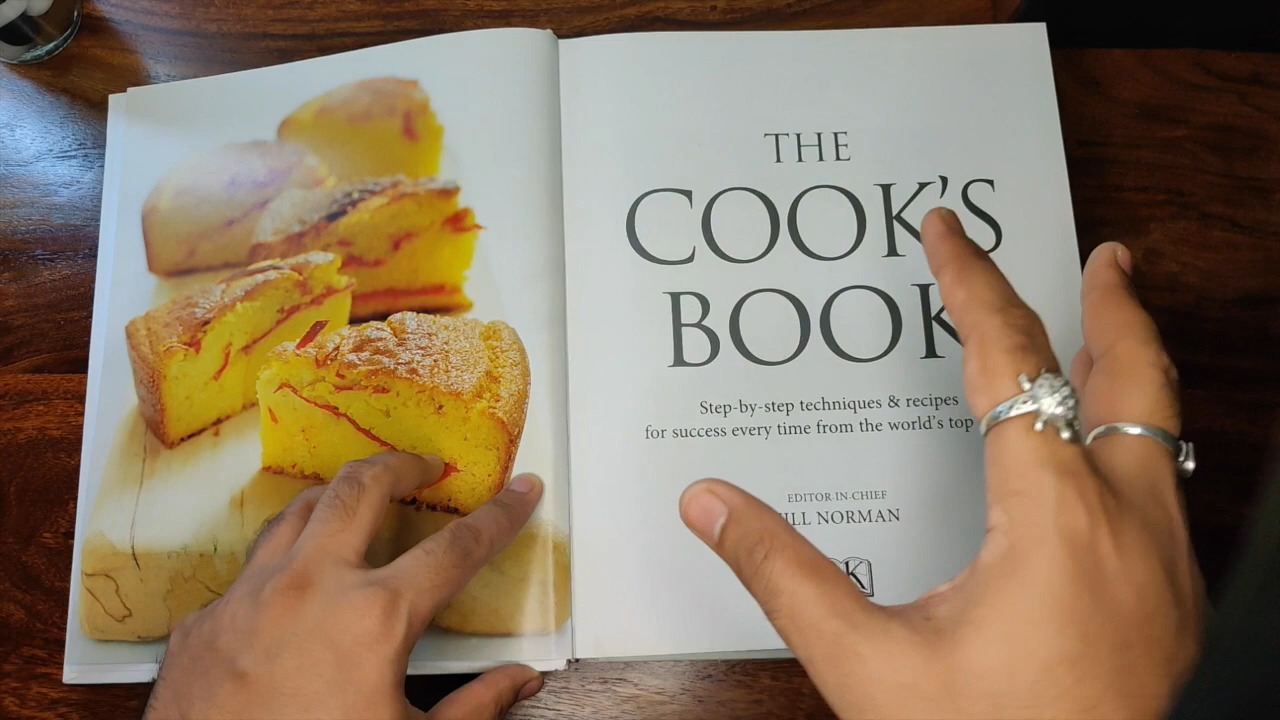 THE
COOK'S
BOOK
Step-by-step techniques & recipes
for success every time from the world's top
EDITOR-IN-CHIEF
JILL NORMAN